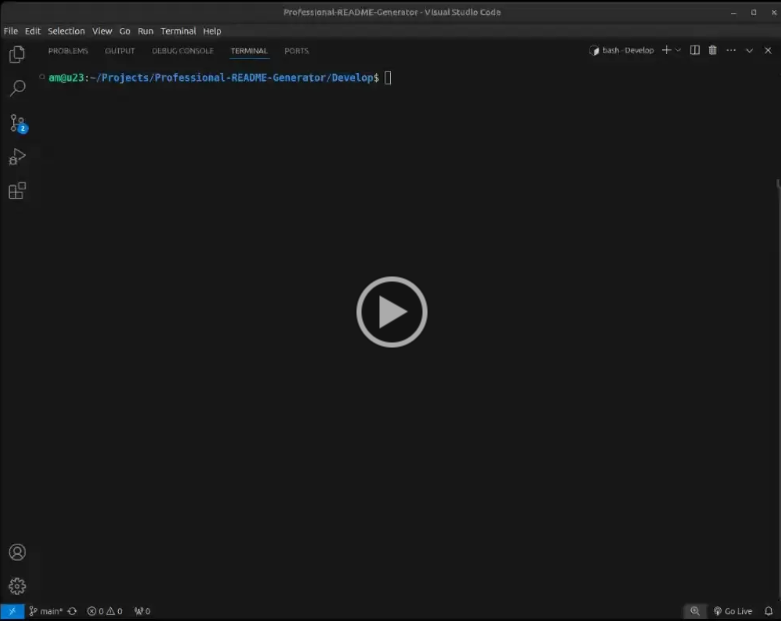 Professional-README-Generator - Visual Studio Code
File Edit Selection View Go Run Terminal Help
PROBLEMS OUTPUT DEBUG CONSOLE TERMINAL PORTS bash - Develop
am@u23:~/Projects/Professional-README-Generator/Develop$
2
main* 0 0 0 Go Live